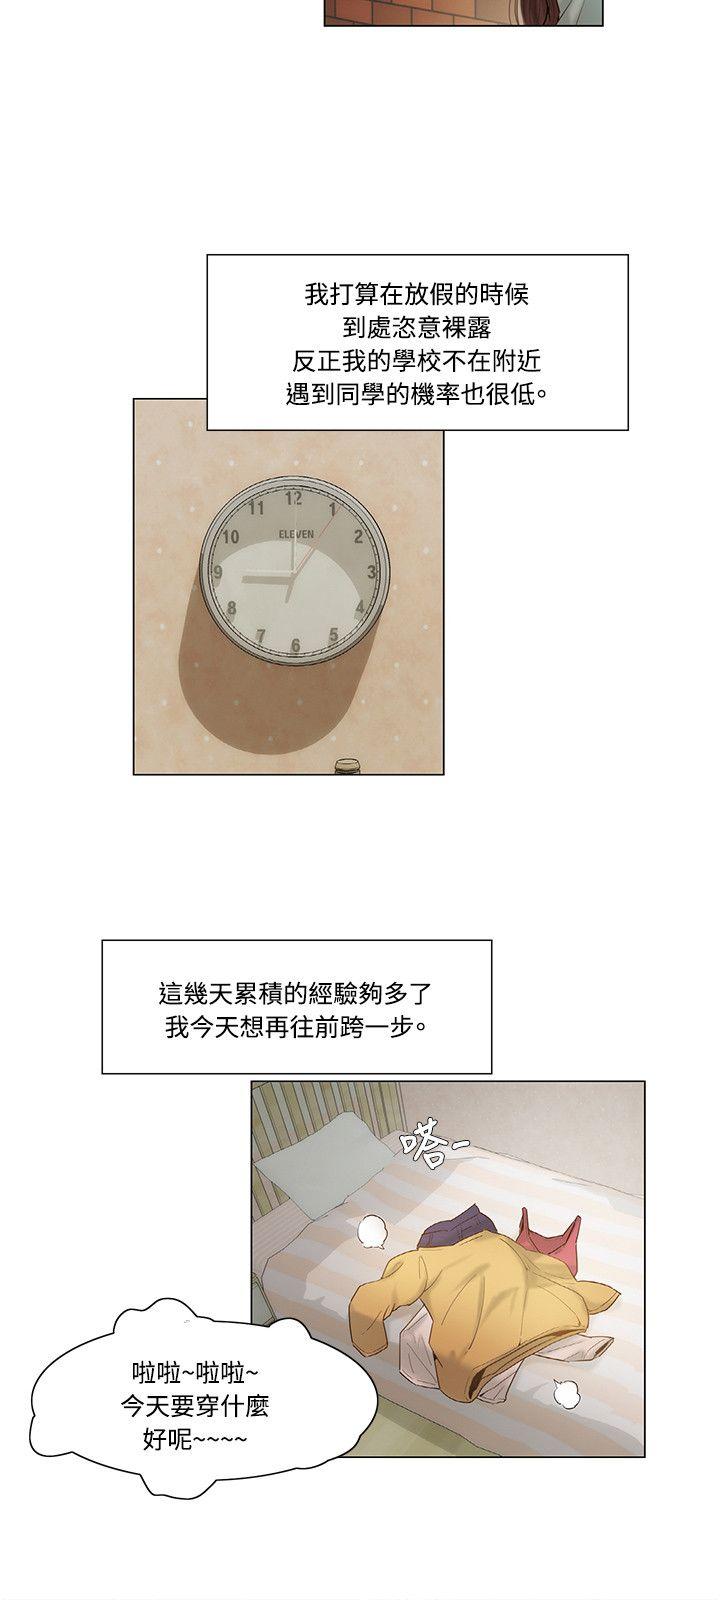 我打算在放假的時候
到處恣意裸露
反正我的學校不在附近
遇到同學的機率也很低。
11 12 1
10 ELEVEN 2
9 3
8 4
7 6 5
這幾天累積的經驗夠多了
我今天想再往前跨一步。
嗒-
啦啦~啦啦~
今天要穿什麼
好呢~~~~